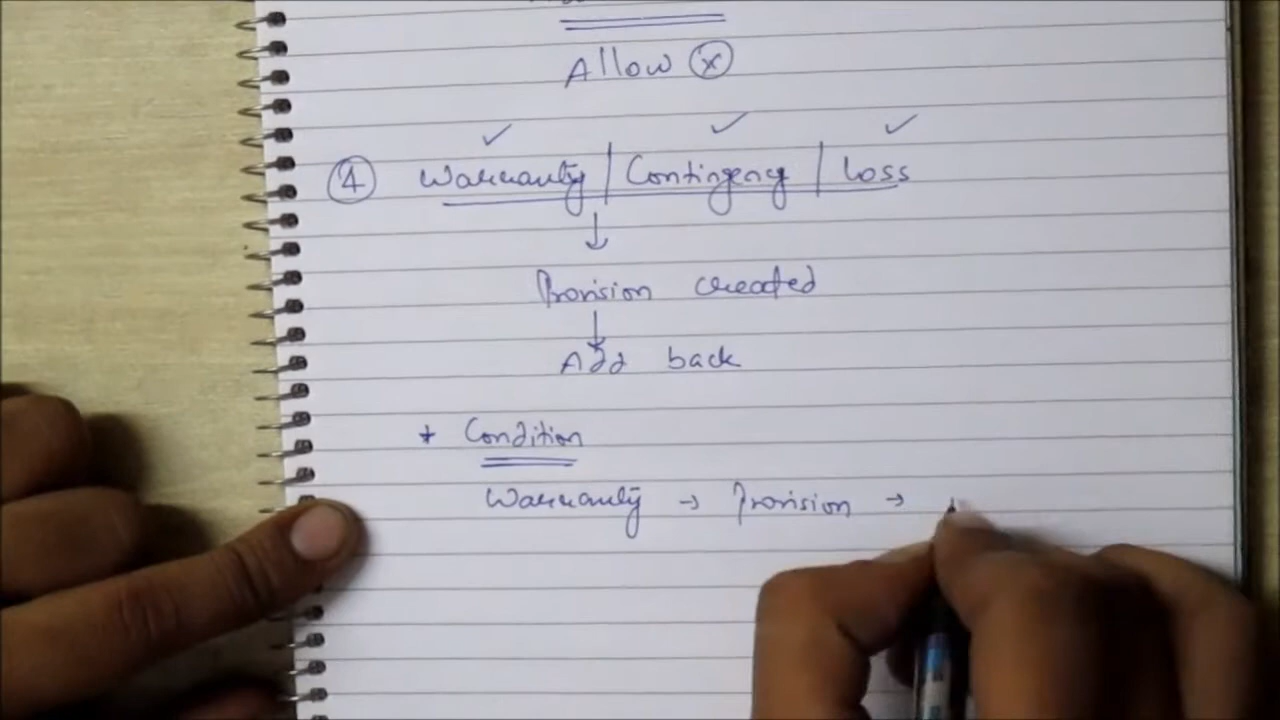 Allow ⓧ
④ Warranty / Contingency / Loss
Provision created
Add back
* Condition
Warranty → Provision →